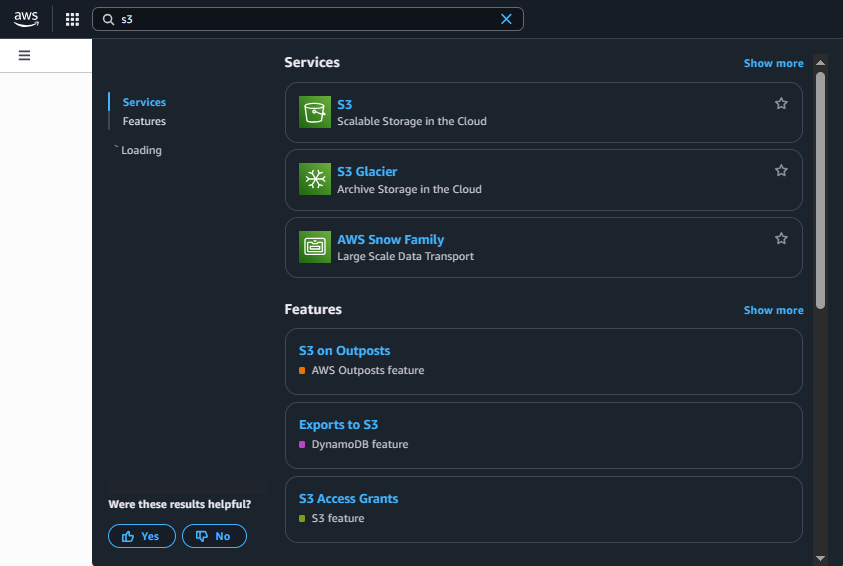 aws
s3
Services
Show more
Services
Features
Loading
S3
Scalable Storage in the Cloud
S3 Glacier
Archive Storage in the Cloud
AWS Snow Family
Large Scale Data Transport
Features
Show more
S3 on Outposts
AWS Outposts feature
Exports to S3
DynamoDB feature
S3 Access Grants
S3 feature
Were these results helpful?
Yes
No